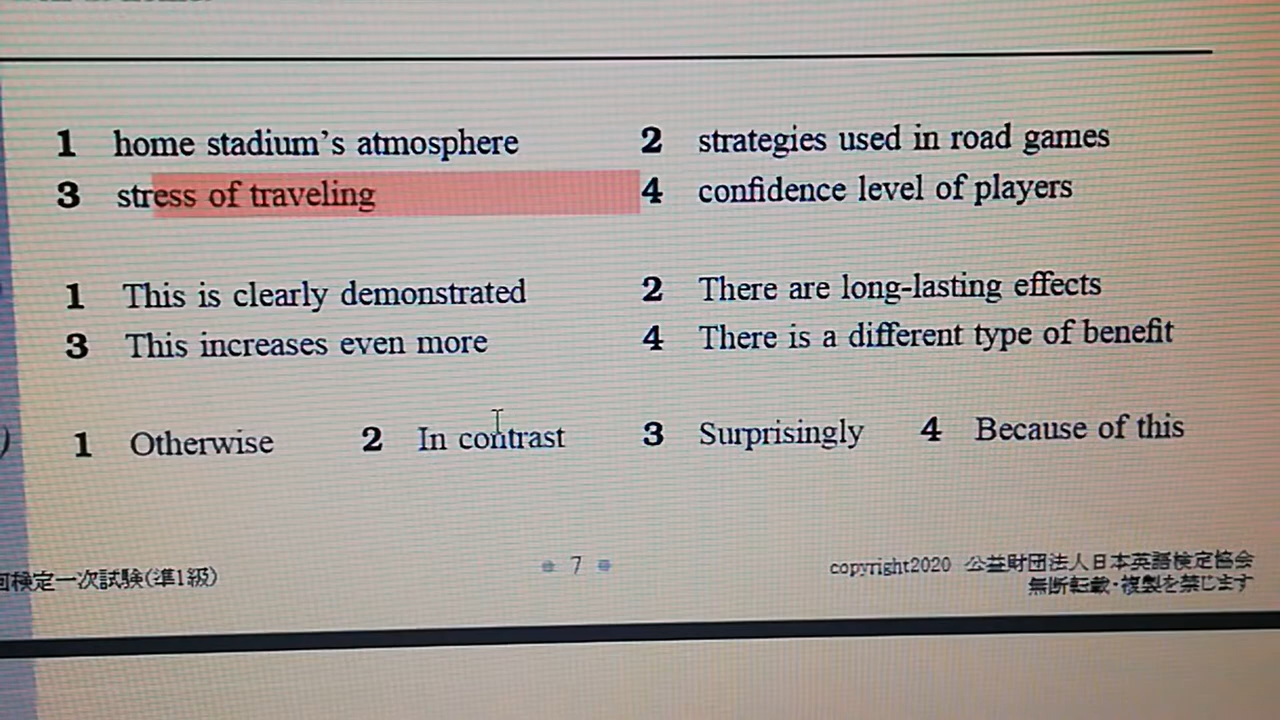 1 home stadium's atmosphere 2 strategies used in road games
3 stress of traveling 4 confidence level of players
1 This is clearly demonstrated 2 There are long-lasting effects
3 This increases even more 4 There is a different type of benefit
) 1 Otherwise 2 In contrast 3 Surprisingly 4 Because of this
回検定一次試験(準1級) 7 copyright2020 公益財団法人日本英語検定協会
無断転載・複製を禁じます